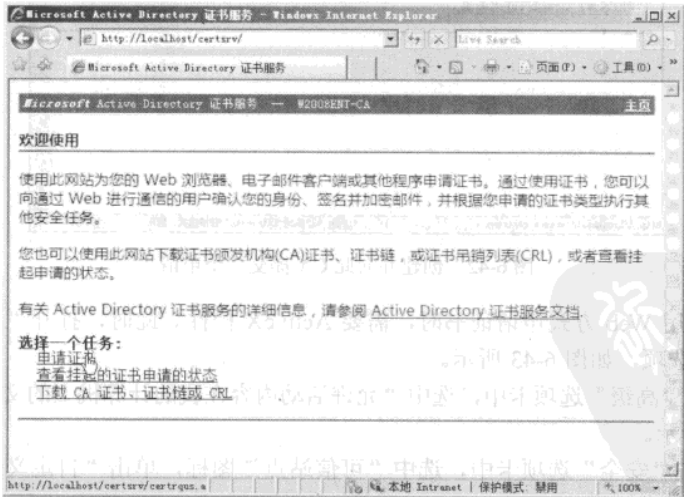 Microsoft Active Directory 证书服务 - Windows Internet Explorer
http://localhost/certsrv/
Live Search
Microsoft Active Directory 证书服务
页面(P)
工具(O)
Microsoft Active Directory 证书服务 — W2008ENT-CA
主页
欢迎使用
使用此网站为您的 Web 浏览器、电子邮件客户端或其他程序申请证书。通过使用证书，您可以
向通过 Web 进行通信的用户确认您的身份、签名并加密邮件，并根据您申请的证书类型执行其
他安全任务。
您也可以使用此网站下载证书颁发机构(CA)证书、证书链，或证书吊销列表(CRL)，或者查看挂
起申请的状态。
有关 Active Directory 证书服务的详细信息，请参阅 Active Directory 证书服务文档.
选择一个任务：
申请证书
查看挂起的证书申请的状态
下载 CA 证书、证书链或 CRL
http://localhost/certsrv/certrqus.a
本地 Intranet | 保护模式: 禁用
100%